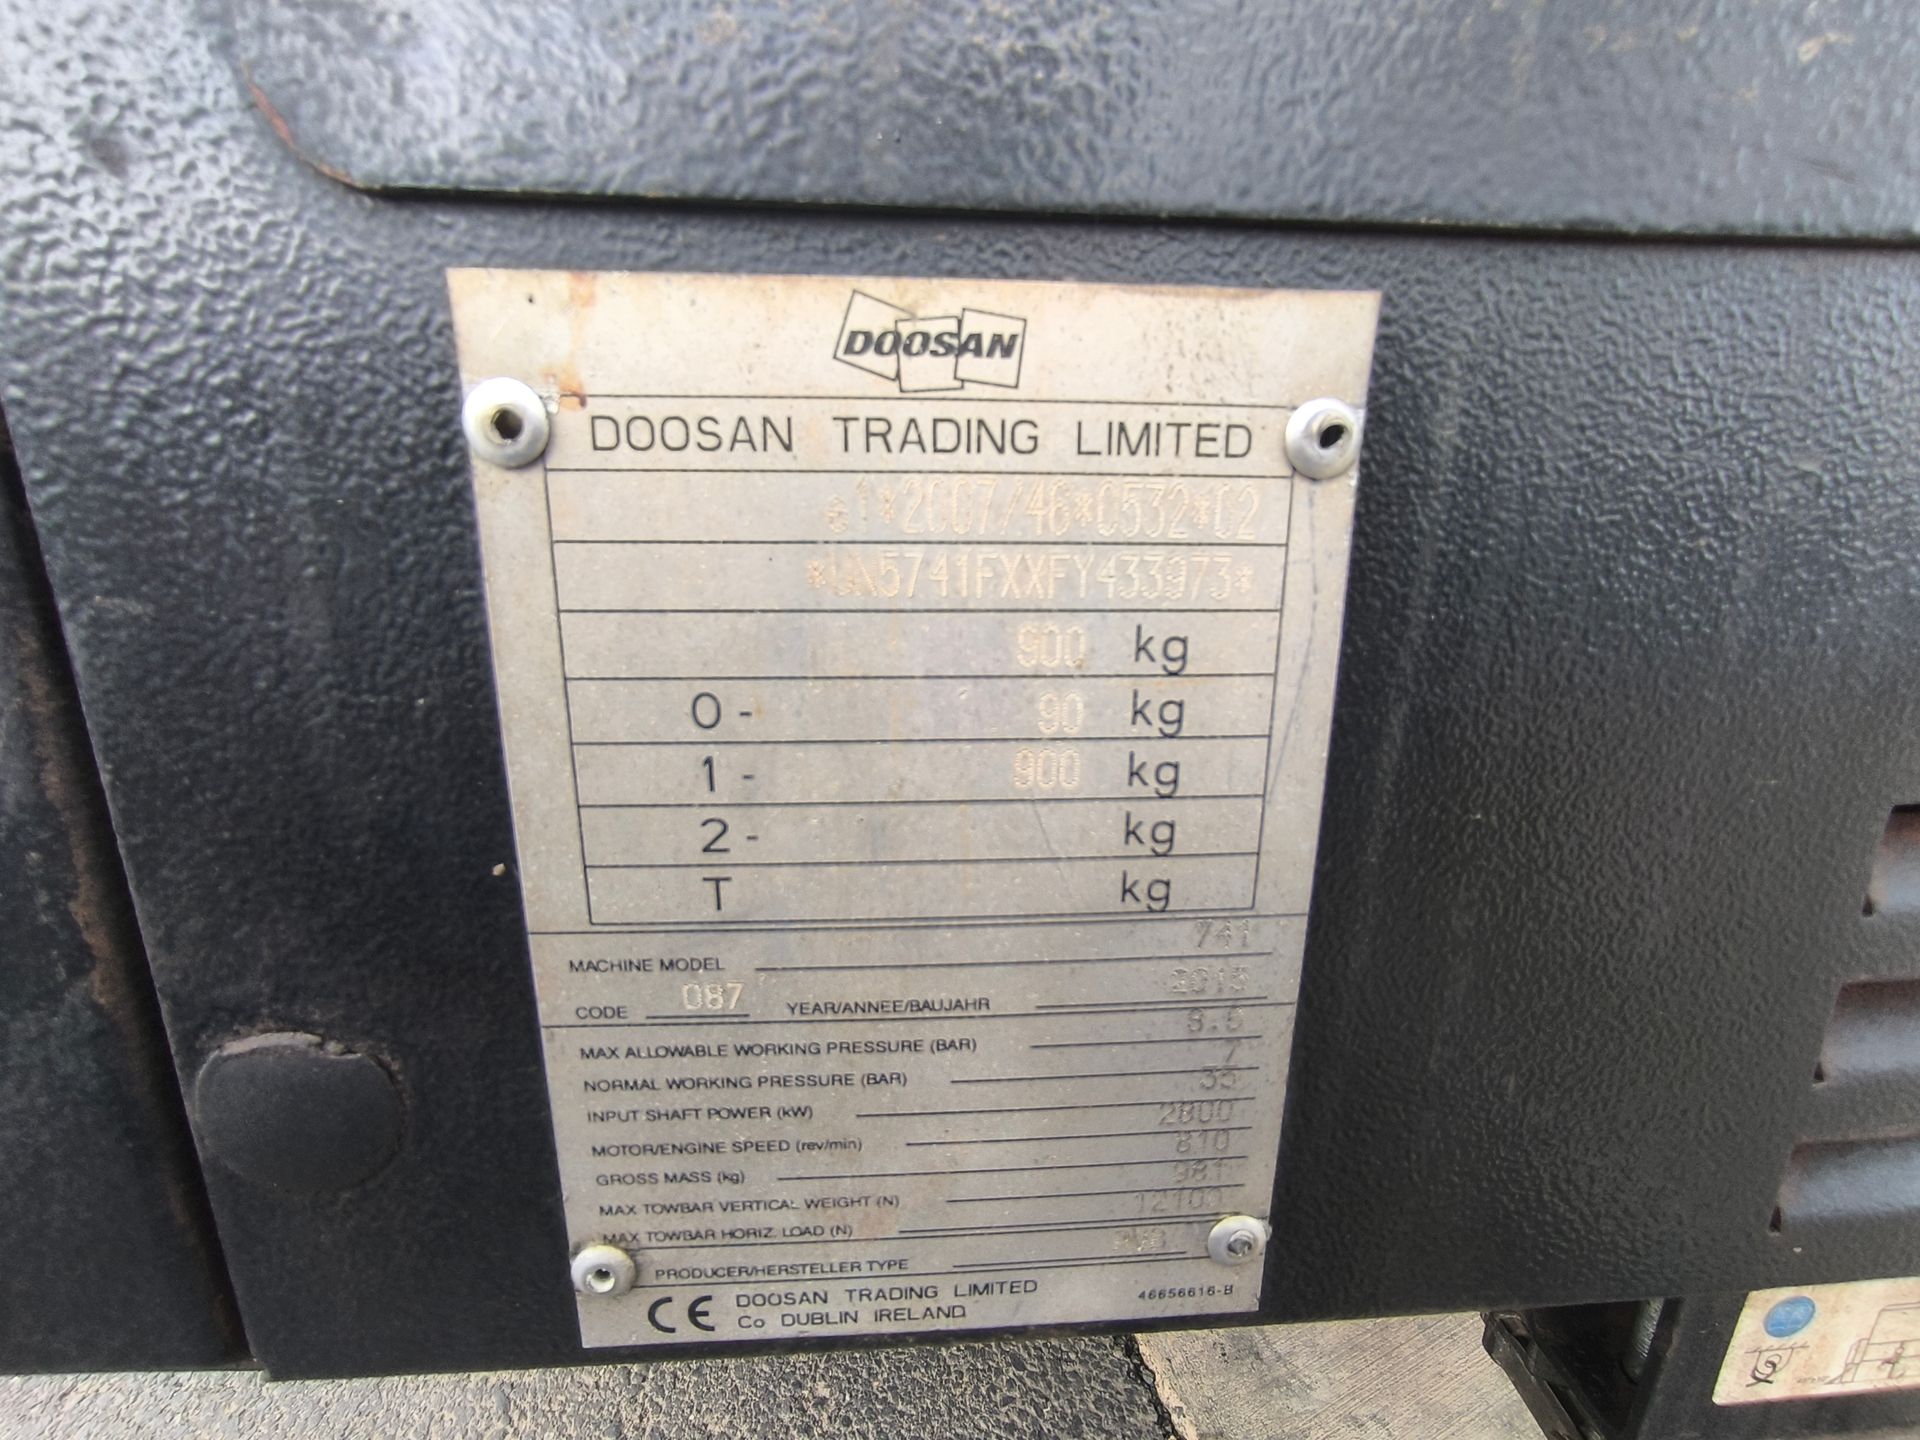 DOOSAN
DOOSAN TRADING LIMITED
e1*2007/46*0532*02
*UN5741FXXFY433973*
900 kg
0- 90 kg
1- 900 kg
2- kg
T kg
MACHINE MODEL 741
CODE 087 YEAR/ANNEE/BAUJAHR 2015
MAX ALLOWABLE WORKING PRESSURE (BAR) 8.5
NORMAL WORKING PRESSURE (BAR) 7
INPUT SHAFT POWER (kW) 35
MOTOR/ENGINE SPEED (rev/min) 2800
GROSS MASS (kg) 810
MAX TOWBAR VERTICAL WEIGHT (N) 981
MAX TOWBAR HORIZ. LOAD (N) 12100
PRODUCER/HERSTELLER TYPE
CE DOOSAN TRADING LIMITED 46656616-B
Co DUBLIN IRELAND